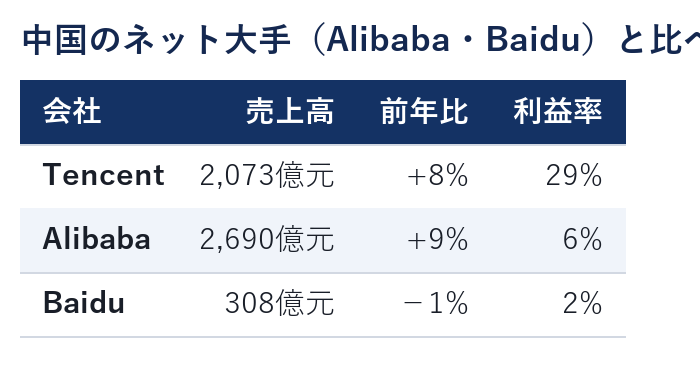 中国のネット大手（Alibaba・Baidu）と比べ
会社 売上高 前年比 利益率
Tencent 2,073億元 +8% 29%
Alibaba 2,690億元 +9% 6%
Baidu 308億元 −1% 2%